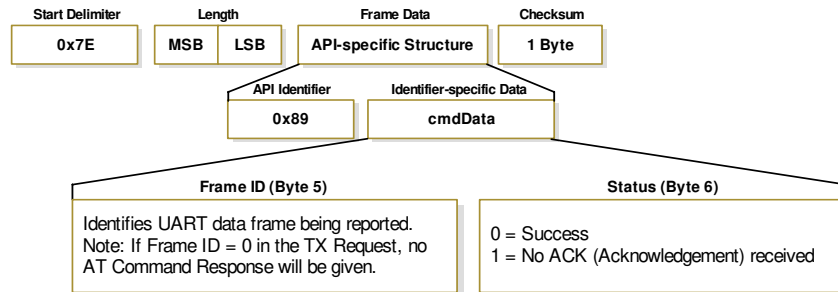 Start Delimiter Length Frame Data Checksum
0x7E MSB LSB API-specific Structure 1 Byte
API Identifier Identifier-specific Data
0x89 cmdData
Frame ID (Byte 5)
Identifies UART data frame being reported.
Note: If Frame ID = 0 in the TX Request, no
AT Command Response will be given.
Status (Byte 6)
0 = Success
1 = No ACK (Acknowledgement) received